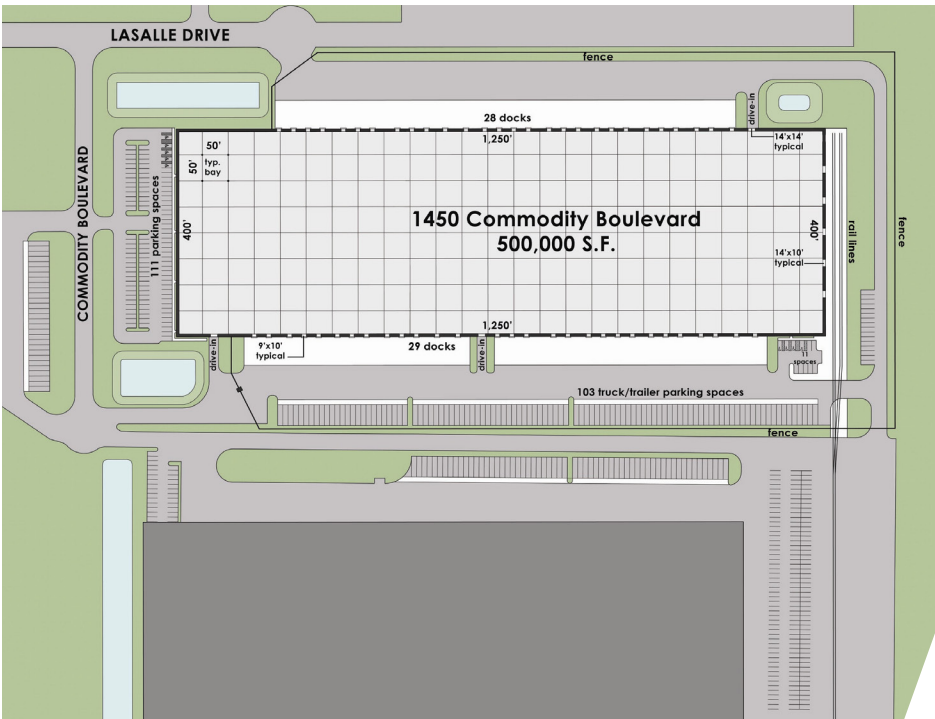 LASALLE DRIVE
fence
28 docks
drive-in
1,250'
14'x14'
typical
50'
50'
typ.
bay
COMMODITY BOULEVARD
111 parking spaces
400'
1450 Commodity Boulevard
500,000 S.F.
400'
rail lines
fence
14'x10'
typical
1,250'
drive-in
9'x10'
typical
29 docks
drive-in
11
spaces
103 truck/trailer parking spaces
fence